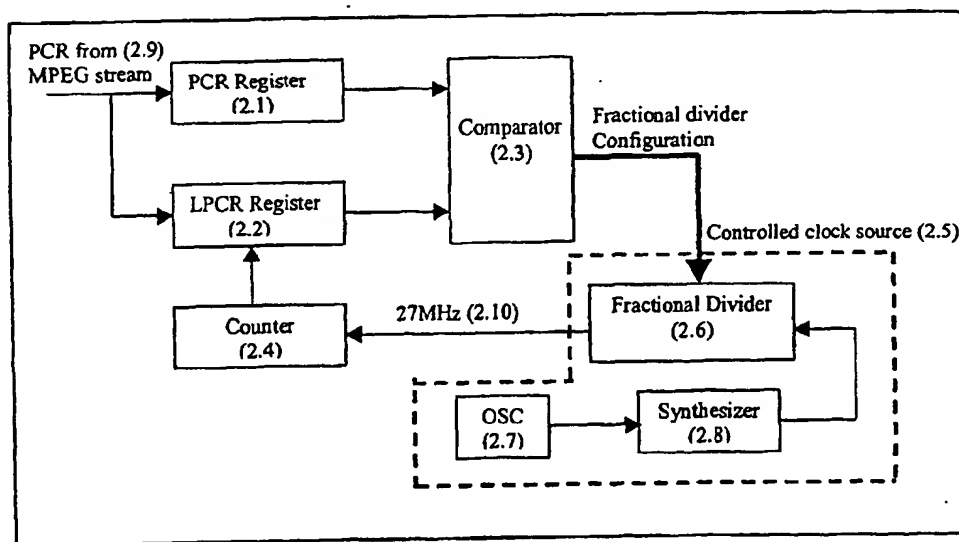 PCR from (2.9)
MPEG stream
PCR Register
(2.1)
Comparator
(2.3)
Fractional divider
Configuration
LPCR Register
(2.2)
Controlled clock source (2.5)
Counter
(2.4)
27MHz (2.10)
Fractional Divider
(2.6)
OSC
(2.7)
Synthesizer
(2.8)